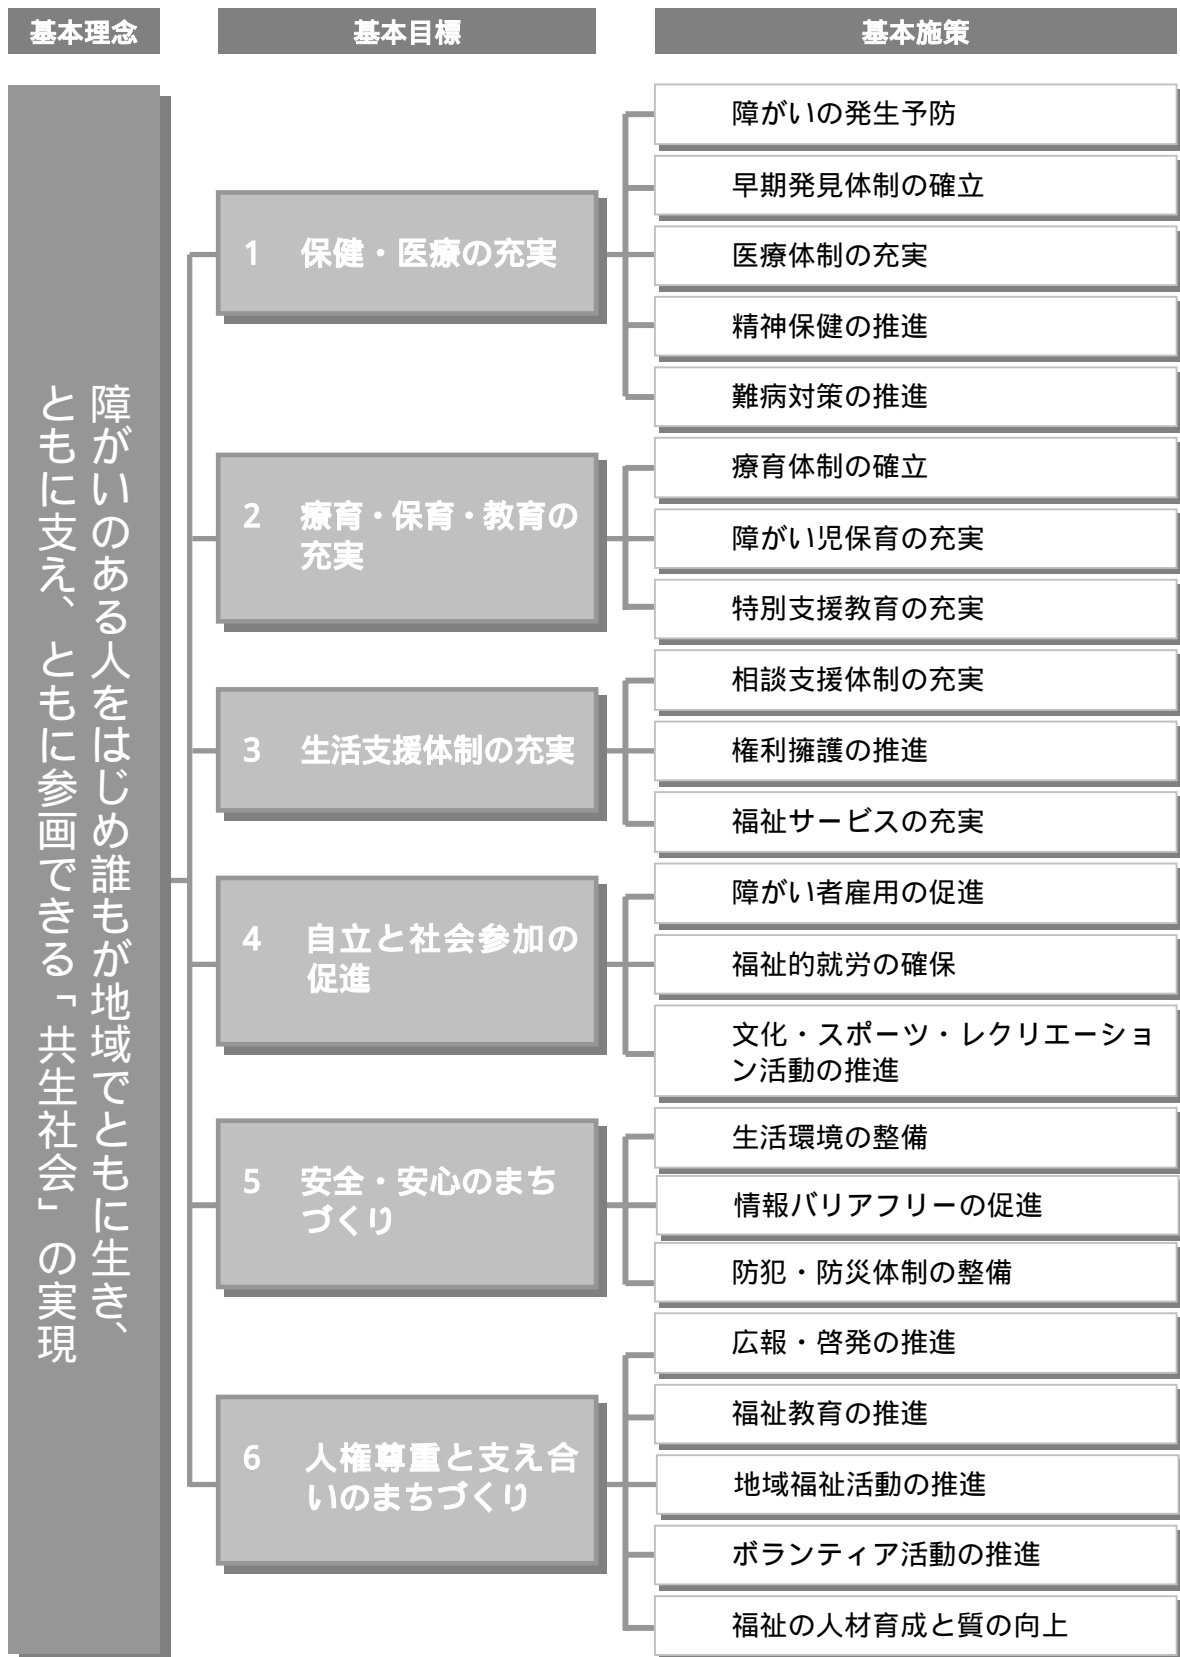 基本理念
基本目標
基本施策
障がいのある人をはじめ誰もが地域でともに生き、
ともに支え、ともに参画できる「共生社会」の実現
1 保健・医療の充実
障がいの発生予防
早期発見体制の確立
医療体制の充実
精神保健の推進
難病対策の推進
2 療育・保育・教育の
充実
療育体制の確立
障がい児保育の充実
特別支援教育の充実
3 生活支援体制の充実
相談支援体制の充実
権利擁護の推進
福祉サービスの充実
4 自立と社会参加の
促進
障がい者雇用の促進
福祉的就労の確保
文化・スポーツ・レクリエーショ
ン活動の推進
5 安全・安心のまち
づくり
生活環境の整備
情報バリアフリーの促進
防犯・防災体制の整備
6 人権尊重と支え合
いのまちづくり
広報・啓発の推進
福祉教育の推進
地域福祉活動の推進
ボランティア活動の推進
福祉の人材育成と質の向上